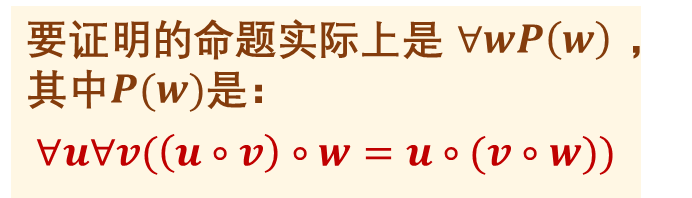 要证明的命题实际上是 ∀wP(w) ，
其中P(w)是：
∀u∀v((u∘v)∘w = u∘(v∘w))